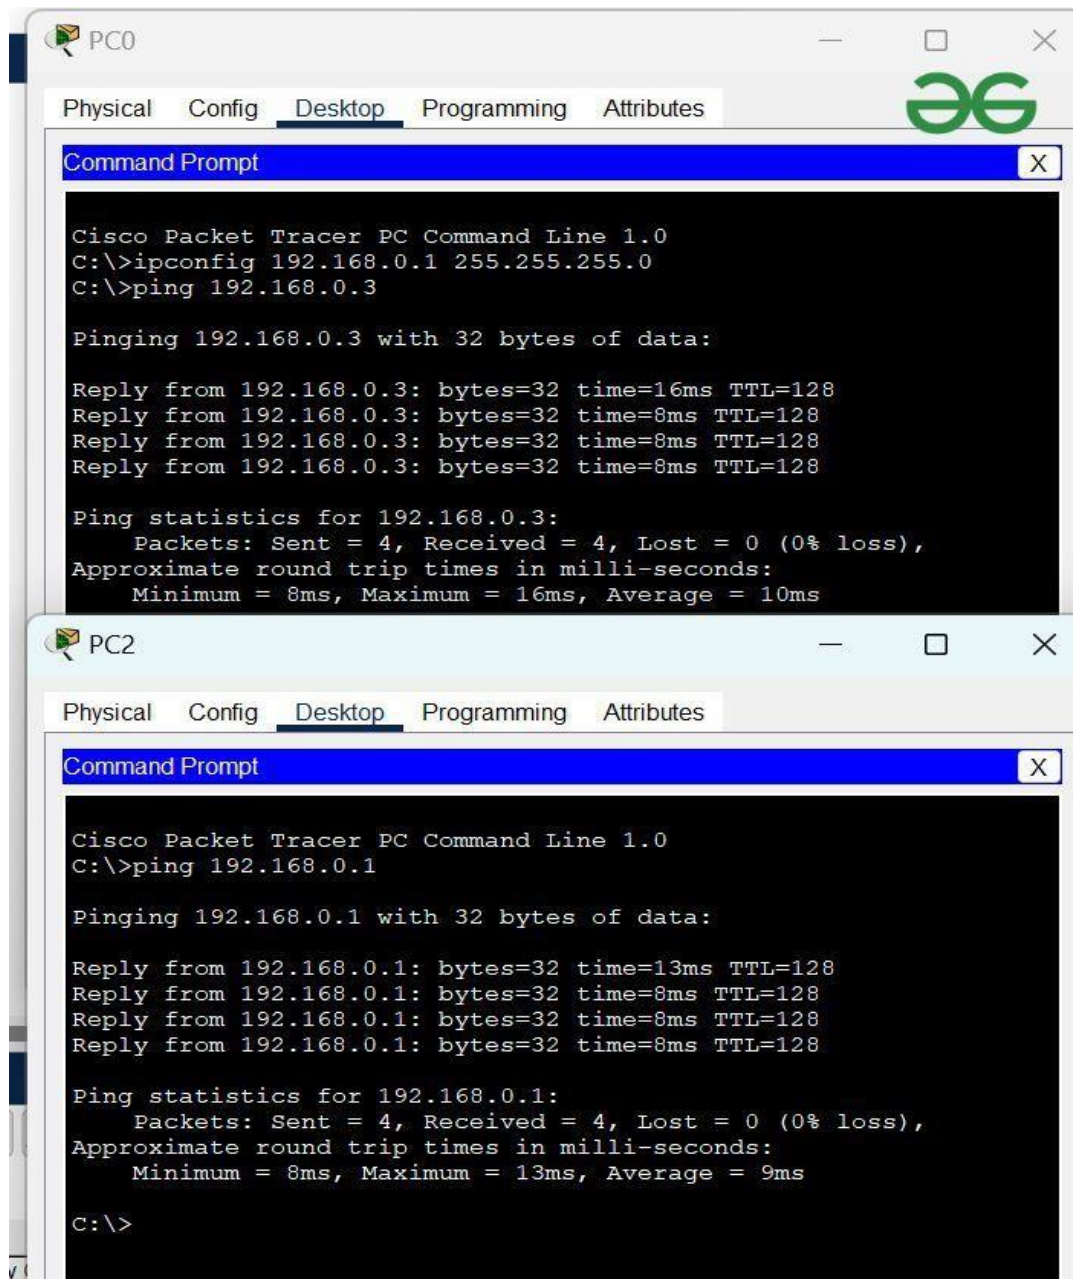 PC0
Physical Config Desktop Programming Attributes
Command Prompt
X
Cisco Packet Tracer PC Command Line 1.0
C:\>ipconfig 192.168.0.1 255.255.255.0
C:\>ping 192.168.0.3
Pinging 192.168.0.3 with 32 bytes of data:
Reply from 192.168.0.3: bytes=32 time=16ms TTL=128
Reply from 192.168.0.3: bytes=32 time=8ms TTL=128
Reply from 192.168.0.3: bytes=32 time=8ms TTL=128
Reply from 192.168.0.3: bytes=32 time=8ms TTL=128
Ping statistics for 192.168.0.3:
Packets: Sent = 4, Received = 4, Lost = 0 (0% loss),
Approximate round trip times in milli-seconds:
Minimum = 8ms, Maximum = 16ms, Average = 10ms
PC2
Physical Config Desktop Programming Attributes
Command Prompt
X
Cisco Packet Tracer PC Command Line 1.0
C:\>ping 192.168.0.1
Pinging 192.168.0.1 with 32 bytes of data:
Reply from 192.168.0.1: bytes=32 time=13ms TTL=128
Reply from 192.168.0.1: bytes=32 time=8ms TTL=128
Reply from 192.168.0.1: bytes=32 time=8ms TTL=128
Reply from 192.168.0.1: bytes=32 time=8ms TTL=128
Ping statistics for 192.168.0.1:
Packets: Sent = 4, Received = 4, Lost = 0 (0% loss),
Approximate round trip times in milli-seconds:
Minimum = 8ms, Maximum = 13ms, Average = 9ms
C:\>